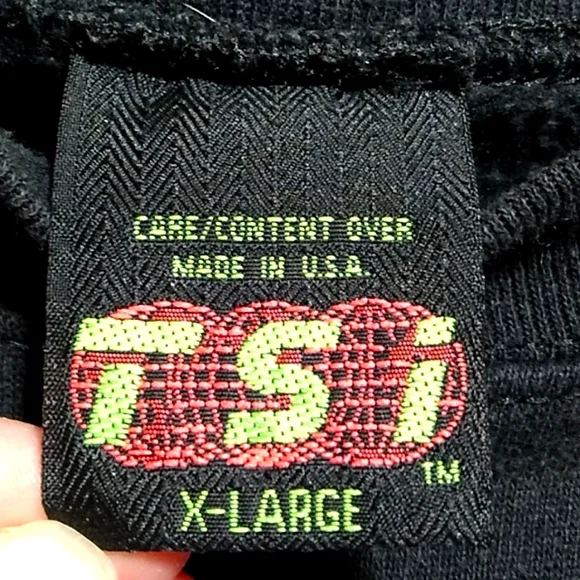 CARE/CONTENT OVER
MADE IN U.S.A.
TSi
TM
X-LARGE